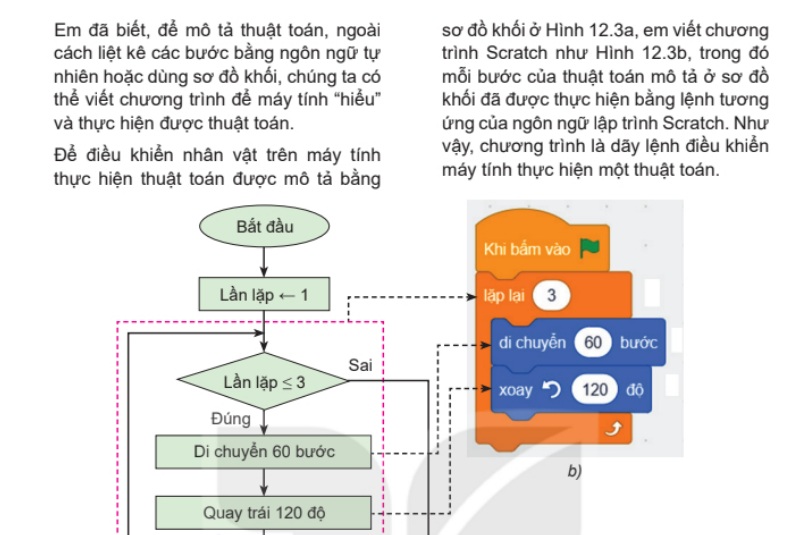 Em đã biết, để mô tả thuật toán, ngoài
cách liệt kê các bước bằng ngôn ngữ tự
nhiên hoặc dùng sơ đồ khối, chúng ta có
thể viết chương trình để máy tính “hiểu”
và thực hiện được thuật toán.
Để điều khiển nhân vật trên máy tính
thực hiện thuật toán được mô tả bằng
sơ đồ khối ở Hình 12.3a, em viết chương
trình Scratch như Hình 12.3b, trong đó
mỗi bước của thuật toán mô tả ở sơ đồ
khối đã được thực hiện bằng lệnh tương
ứng của ngôn ngữ lập trình Scratch. Như
vậy, chương trình là dãy lệnh điều khiển
máy tính thực hiện một thuật toán.
Bắt đầu
Lần lặp ← 1
Lần lặp ≤ 3
Sai
Đúng
Di chuyển 60 bước
Quay trái 120 độ
Khi bấm vào
lặp lại 3
di chuyển 60 bước
xoay 120 độ
b)